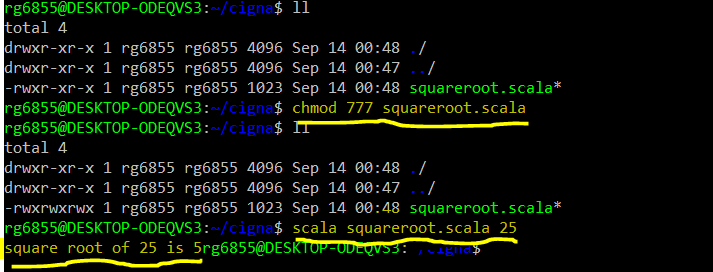 rg6855@DESKTOP-ODEQVS3:~/cigna$ ll
total 4
drwxr-xr-x 1 rg6855 rg6855 4096 Sep 14 00:48 ./
drwxr-xr-x 1 rg6855 rg6855 4096 Sep 14 00:47 ../
-rwxr-xr-x 1 rg6855 rg6855 1023 Sep 14 00:48 squareroot.scala*
rg6855@DESKTOP-ODEQVS3:~/cigna$ chmod 777 squareroot.scala
rg6855@DESKTOP-ODEQVS3:~/cigna$ ll
total 4
drwxr-xr-x 1 rg6855 rg6855 4096 Sep 14 00:48 ./
drwxr-xr-x 1 rg6855 rg6855 4096 Sep 14 00:47 ../
-rwxrwxrwx 1 rg6855 rg6855 1023 Sep 14 00:48 squareroot.scala*
rg6855@DESKTOP-ODEQVS3:~/cigna$ scala squareroot.scala 25
square root of 25 is 5rg6855@DESKTOP-ODEQVS3:~/cigna$